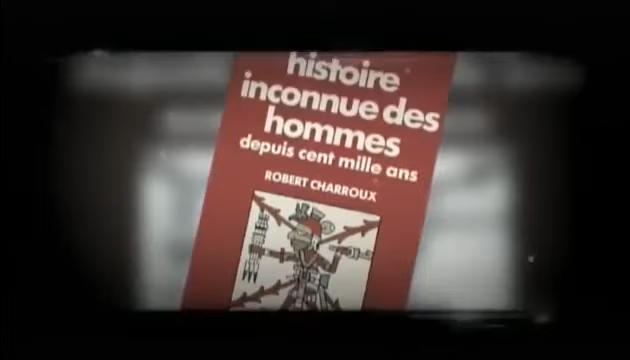 histoire
inconnue des
hommes
depuis cent mille ans
ROBERT CHARROUX